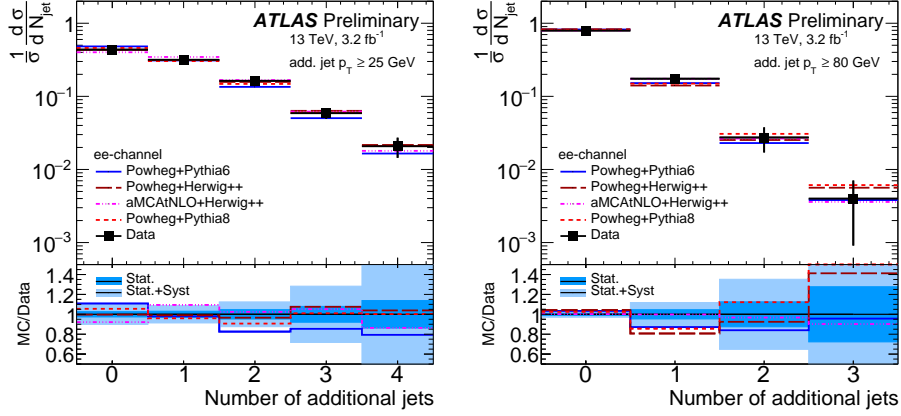 ATLAS Preliminary
13 TeV, 3.2 fb⁻¹
add. jet p_T ≥ 25 GeV
1/σ d σ/d N_jet
1
10⁻¹
10⁻²
10⁻³
ee-channel
Powheg+Pythia6
Powheg+Herwig++
aMCAtNLO+Herwig++
Powheg+Pythia8
Data
MC/Data
1.4
1.2
1.0
0.8
0.6
Stat.
Stat.+Syst
0 1 2 3 4
Number of additional jets
ATLAS Preliminary
13 TeV, 3.2 fb⁻¹
add. jet p_T ≥ 80 GeV
1/σ d σ/d N_jet
1
10⁻¹
10⁻²
10⁻³
ee-channel
Powheg+Pythia6
Powheg+Herwig++
aMCAtNLO+Herwig++
Powheg+Pythia8
Data
MC/Data
1.4
1.2
1.0
0.8
0.6
Stat.
Stat.+Syst
0 1 2 3
Number of additional jets